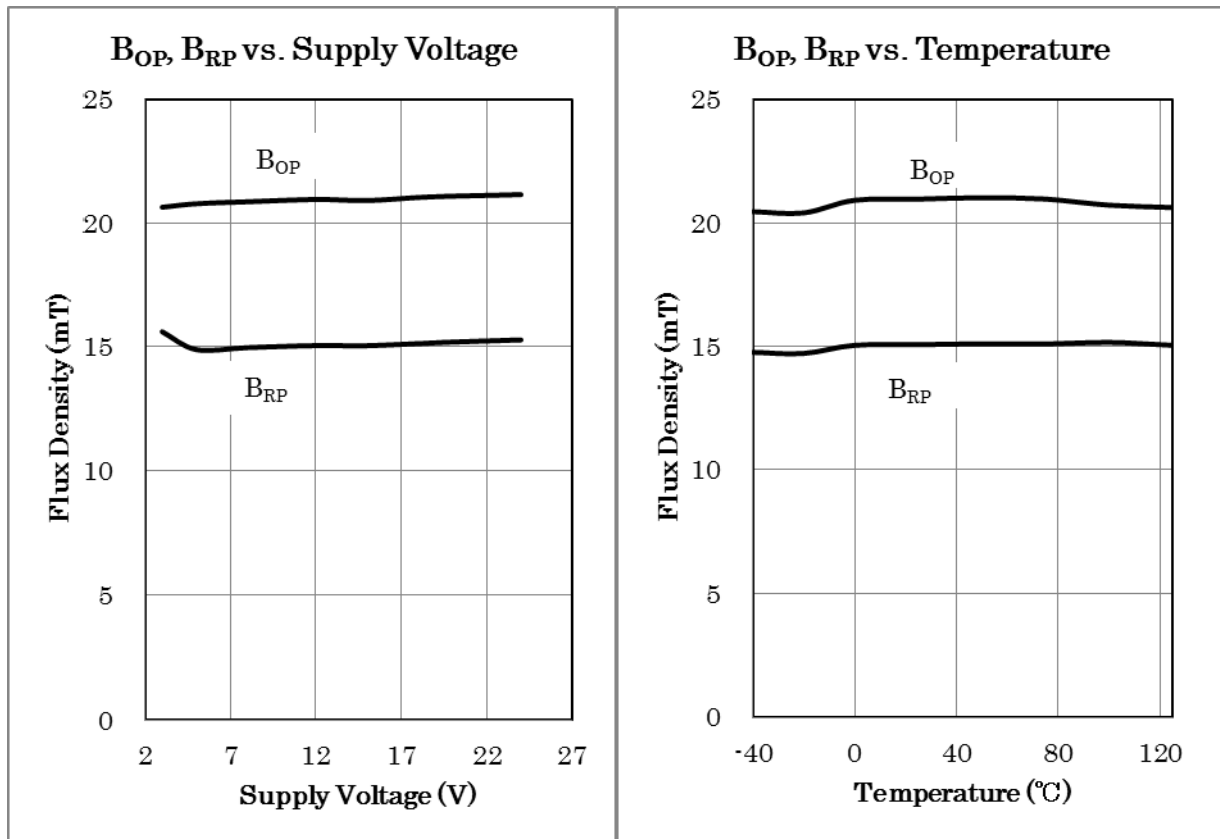 BOP, BRP vs. Supply Voltage
25
20
15
10
5
0
BOP
BRP
Flux Density (mT)
2 7 12 17 22 27
Supply Voltage (V)
BOP, BRP vs. Temperature
25
20
15
10
5
0
BOP
BRP
Flux Density (mT)
-40 0 40 80 120
Temperature (℃)